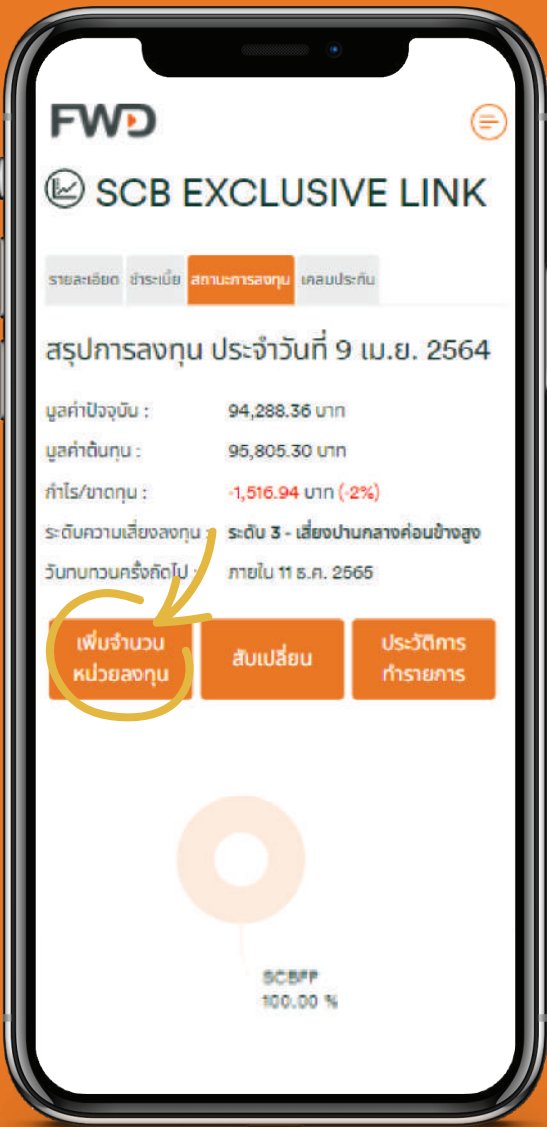 FWD
SCB EXCLUSIVE LINK
รายละเอียด ชำระเบี้ย สถานะการลงทุน เคลมประกัน
สรุปการลงทุน ประจำวันที่ 9 เม.ย. 2564
มูลค่าปัจจุบัน : 94,288.36 บาท
มูลค่าต้นทุน : 95,805.30 บาท
กำไร/ขาดทุน : -1,516.94 บาท (-2%)
ระดับความเสี่ยงลงทุน : ระดับ 3 - เสี่ยงปานกลางค่อนข้างสูง
วันทบทวนครั้งถัดไป : ภายใน 11 ธ.ค. 2565
เพิ่มจำนวน
หน่วยลงทุน
สับเปลี่ยน
ประวัติการ
ทำรายการ
SCBFP
100.00 %